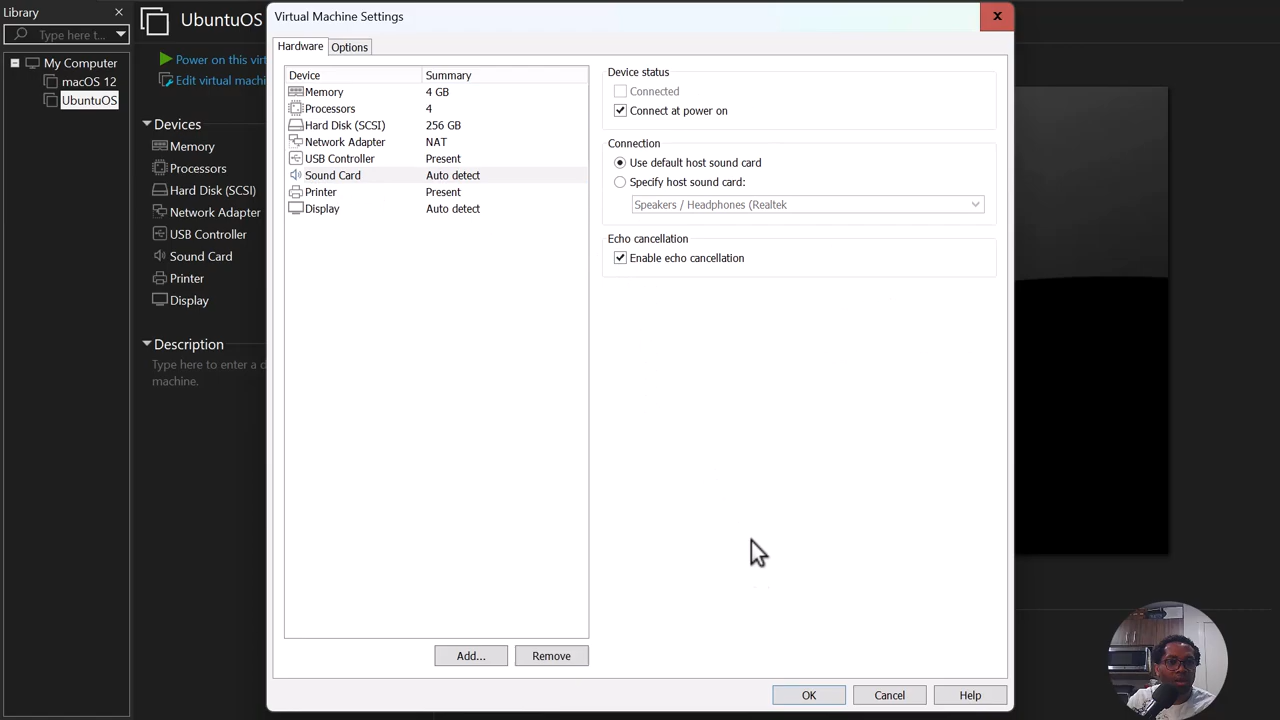 Library
Type here t...
My Computer
macOS 12
UbuntuOS
UbuntuOS
Power on this virt
Edit virtual machi
Devices
Memory
Processors
Hard Disk (SCSI)
Network Adapter
USB Controller
Sound Card
Printer
Display
Description
Type here to enter a d
machine.
Virtual Machine Settings
Hardware
Options
Device Summary
Memory 4 GB
Processors 4
Hard Disk (SCSI) 256 GB
Network Adapter NAT
USB Controller Present
Sound Card Auto detect
Printer Present
Display Auto detect
Add...
Remove
Device status
Connected
Connect at power on
Connection
Use default host sound card
Specify host sound card:
Speakers / Headphones (Realtek
Echo cancellation
Enable echo cancellation
OK
Cancel
Help